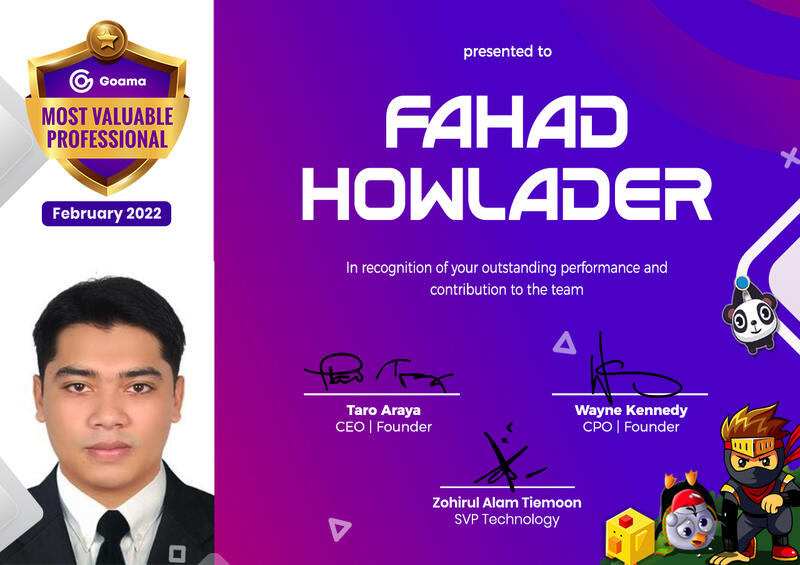 Goama
MOST VALUABLE
PROFESSIONAL
February 2022
presented to
FAHAD
HOWLADER
In recognition of your outstanding performance and
contribution to the team
Taro Araya
CEO | Founder
Wayne Kennedy
CPO | Founder
Zohirul Alam Tiemoon
SVP Technology